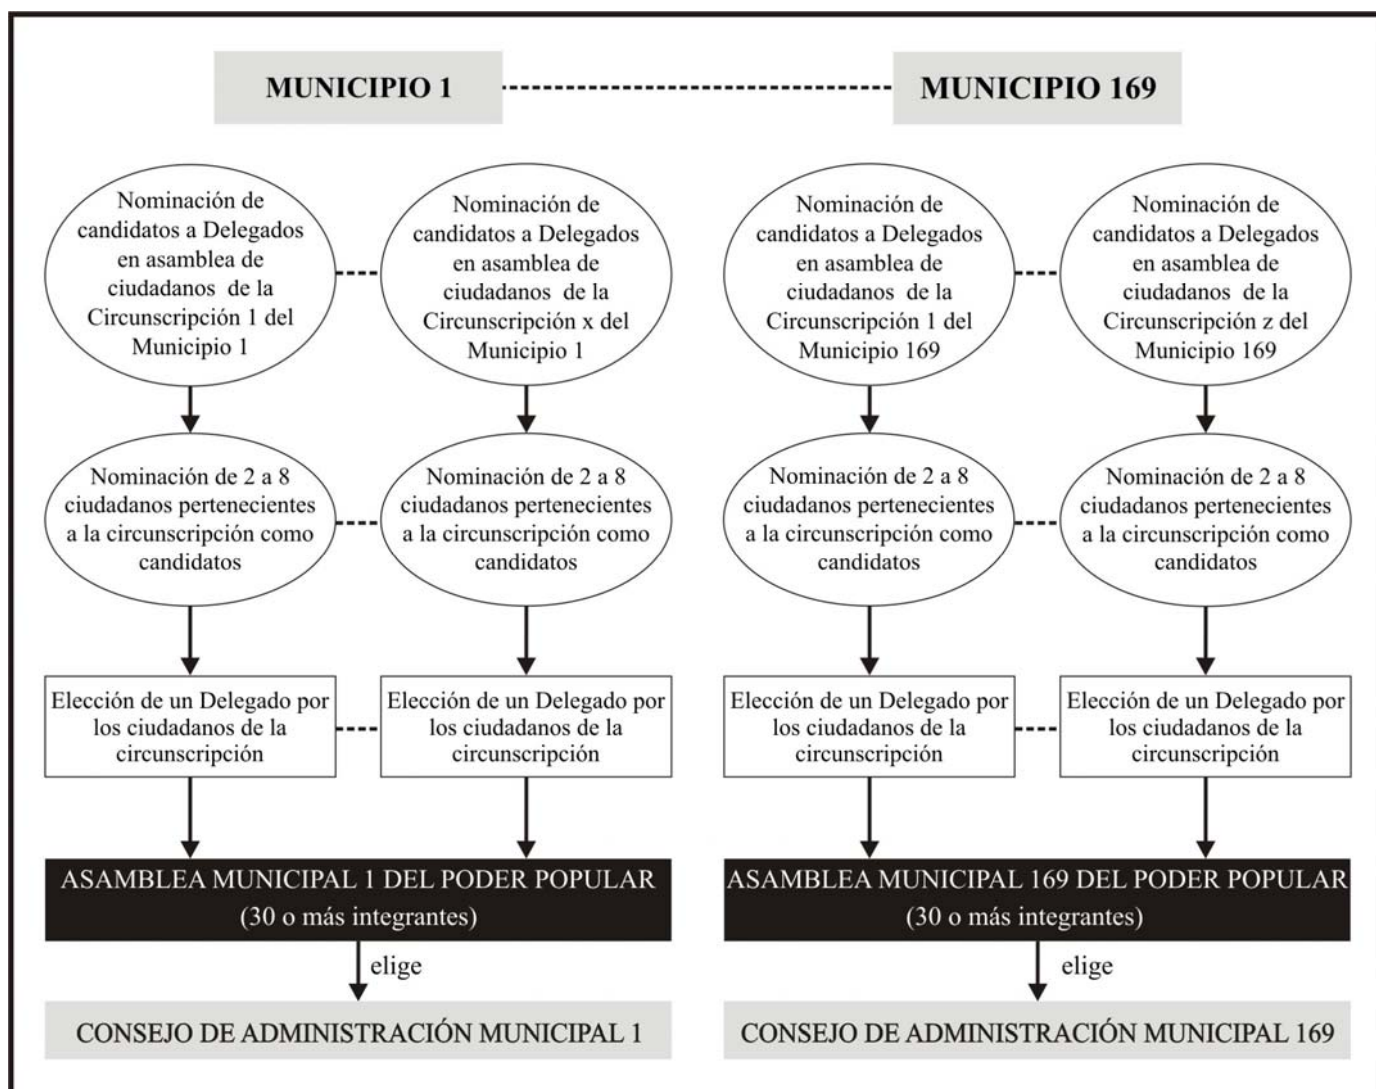 MUNICIPIO 1
MUNICIPIO 169
Nominación de
candidatos a Delegados
en asamblea de
ciudadanos de la
Circunscripción 1 del
Municipio 1
Nominación de
candidatos a Delegados
en asamblea de
ciudadanos de la
Circunscripción x del
Municipio 1
Nominación de
candidatos a Delegados
en asamblea de
ciudadanos de la
Circunscripción 1 del
Municipio 169
Nominación de
candidatos a Delegados
en asamblea de
ciudadanos de la
Circunscripción z del
Municipio 169
Nominación de 2 a 8
ciudadanos pertenecientes
a la circunscripción como
candidatos
Nominación de 2 a 8
ciudadanos pertenecientes
a la circunscripción como
candidatos
Nominación de 2 a 8
ciudadanos pertenecientes
a la circunscripción como
candidatos
Nominación de 2 a 8
ciudadanos pertenecientes
a la circunscripción como
candidatos
Elección de un Delegado por
los ciudadanos de la
circunscripción
Elección de un Delegado por
los ciudadanos de la
circunscripción
Elección de un Delegado por
los ciudadanos de la
circunscripción
Elección de un Delegado por
los ciudadanos de la
circunscripción
ASAMBLEA MUNICIPAL 1 DEL PODER POPULAR
(30 o más integrantes)
ASAMBLEA MUNICIPAL 169 DEL PODER POPULAR
(30 o más integrantes)
elige
elige
CONSEJO DE ADMINISTRACIÓN MUNICIPAL 1
CONSEJO DE ADMINISTRACIÓN MUNICIPAL 169